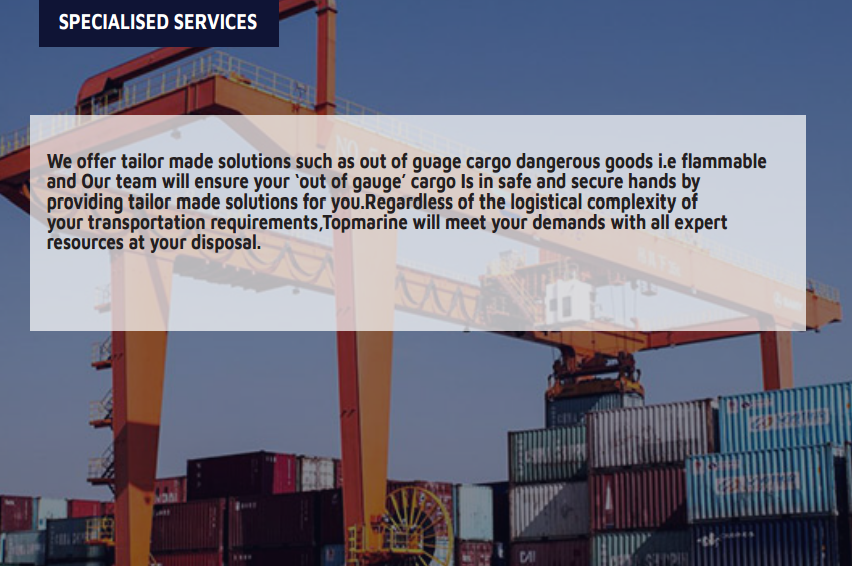 SPECIALISED SERVICES
We offer tailor made solutions such as out of guage cargo dangerous goods i.e flammable
and Our team will ensure your ‘out of gauge’ cargo Is in safe and secure hands by
providing tailor made solutions for you.Regardless of the logistical complexity of
your transportation requirements,Topmarine will meet your demands with all expert
resources at your disposal.